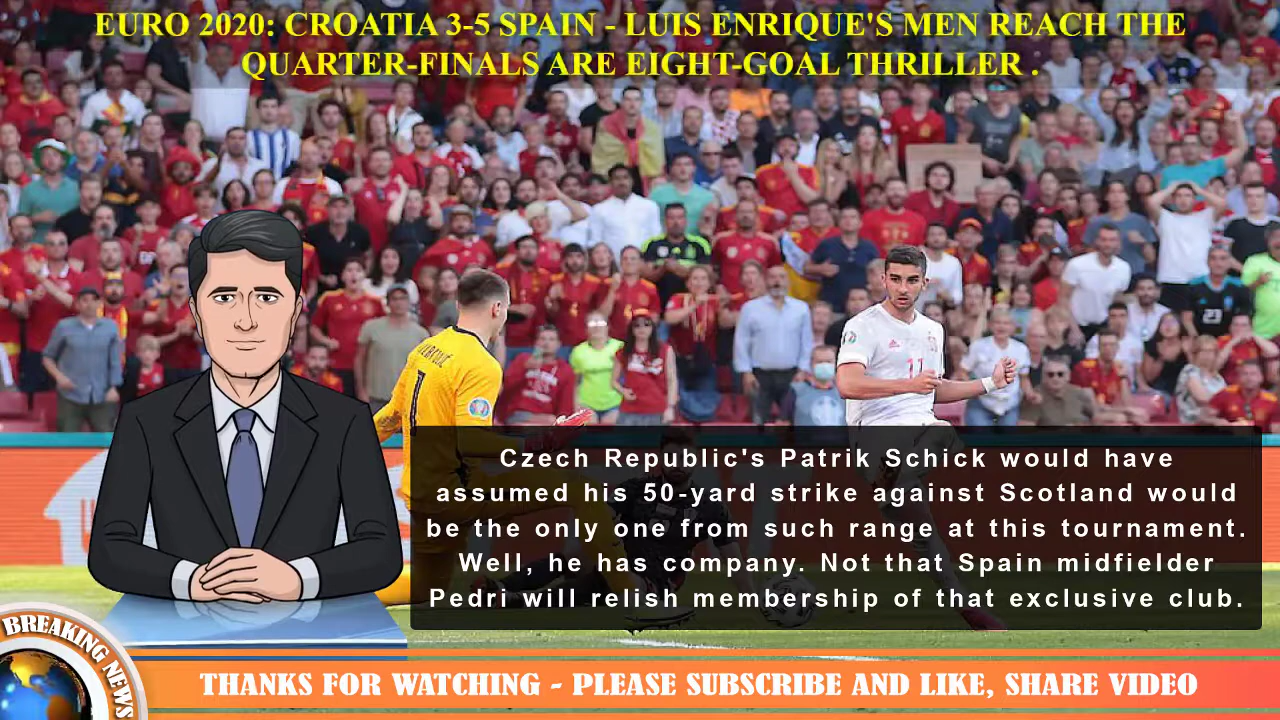 EURO 2020: CROATIA 3-5 SPAIN - LUIS ENRIQUE'S MEN REACH THE
QUARTER-FINALS ARE EIGHT-GOAL THRILLER .
1
11
23
Czech Republic's Patrik Schick would have
assumed his 50-yard strike against Scotland would
be the only one from such range at this tournament.
Well, he has company. Not that Spain midfielder
Pedri will relish membership of that exclusive club.
BREAKING NEWS
THANKS FOR WATCHING - PLEASE SUBSCRIBE AND LIKE, SHARE VIDEO